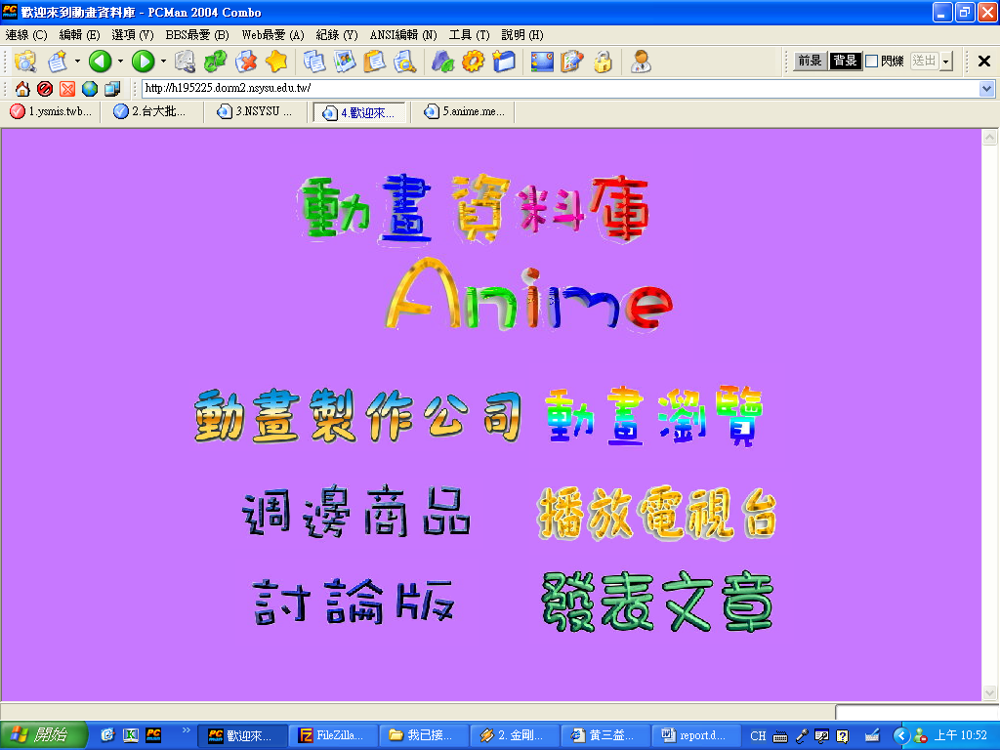 歡迎來到動畫資料庫 - PCMan 2004 Combo
連線 (C) 編輯 (E) 選項 (V) BBS最愛 (B) Web最愛 (A) 紀錄 (Y) ANSI編輯 (N) 工具 (T) 說明 (H)
前景 背景 閃爍 送出
http://h195225.dorm2.nsysu.edu.tw/
1.ysmis.twb... 2.台大批... 3.NSYSU ... 4.歡迎來... 5.anime.me...
動畫資料庫
Anime
動畫製作公司 動畫瀏覽
週邊商品 播放電視台
討論版 發表文章
開始 歡迎來... FileZilla... 我已接... 2. 金剛... 黃三益... report.d... CH 上午 10:52